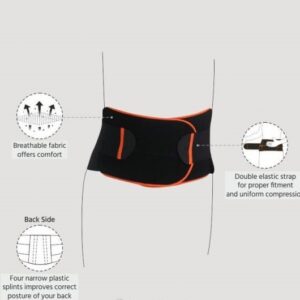 Breathable fabric
offers comfort
Double elastic strap
for proper fitment
and uniform compressio
Back Side
Four narrow plastic
splints improves correct
posture of your back